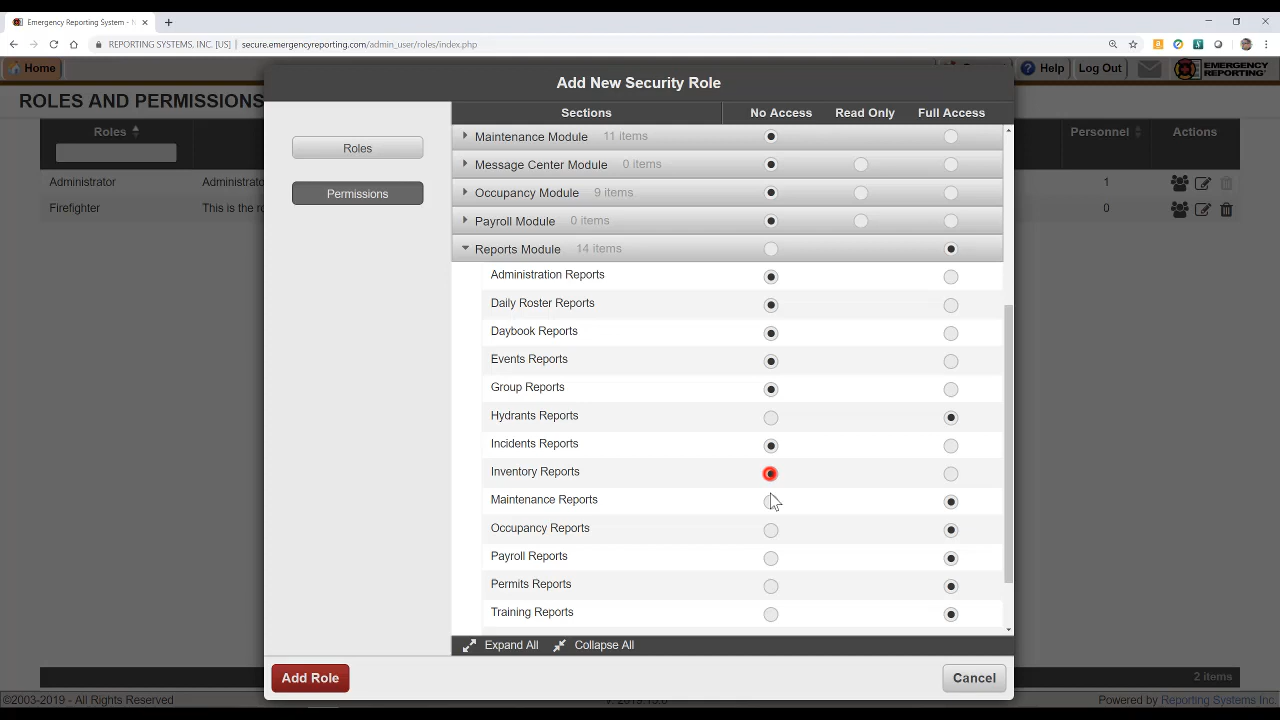 Emergency Reporting System - N
REPORTING SYSTEMS, INC. [US]
secure.emergencyreporting.com/admin_user/roles/index.php
Home
Help
Log Out
EMERGENCY
REPORTING
ROLES AND PERMISSIONS
Roles
Personnel
Actions
Administrator
Administrato
1
Firefighter
This is the ro
0
Add New Security Role
Roles
Permissions
Sections
No Access
Read Only
Full Access
Maintenance Module 11 items
Message Center Module 0 items
Occupancy Module 9 items
Payroll Module 0 items
Reports Module 14 items
Administration Reports
Daily Roster Reports
Daybook Reports
Events Reports
Group Reports
Hydrants Reports
Incidents Reports
Inventory Reports
Maintenance Reports
Occupancy Reports
Payroll Reports
Permits Reports
Training Reports
Expand All
Collapse All
Add Role
Cancel
2 items
©2003-2019 - All Rights Reserved
Powered by Reporting Systems Inc.